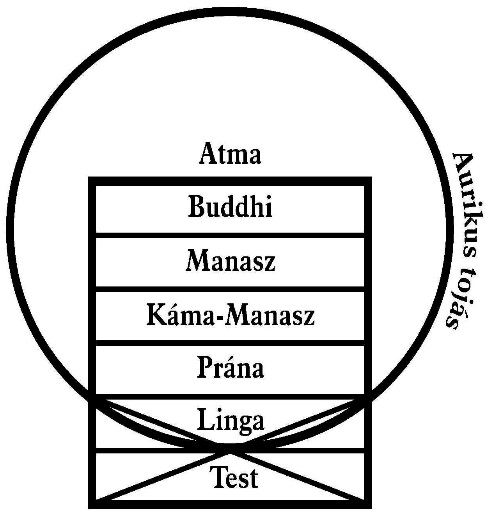 Atma
Buddhi
Manasz
Káma-Manasz
Prána
Linga
Test
Aurikus tojás